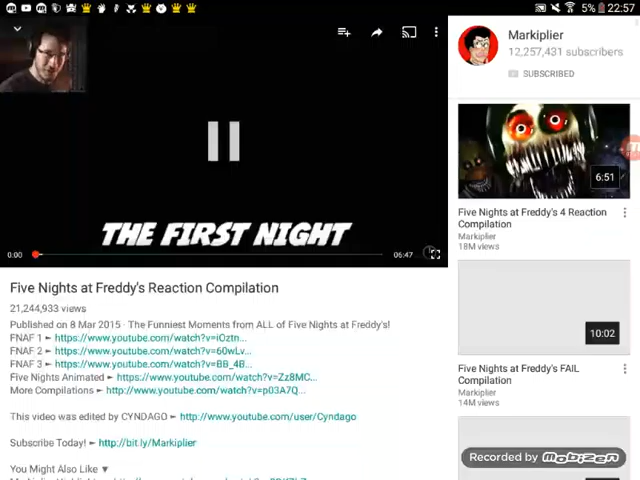 5% 22:57
THE FIRST NIGHT
0:00
06:47
Five Nights at Freddy's Reaction Compilation
21,244,933 views
Published on 8 Mar 2015 · The Funniest Moments from ALL of Five Nights at Freddy's!
FNAF 1 ► https://www.youtube.com/watch?v=iOztn...
FNAF 2 ► https://www.youtube.com/watch?v=60wLv...
FNAF 3 ► https://www.youtube.com/watch?v=BB_4B...
Five Nights Animated ► https://www.youtube.com/watch?v=Zz8MC...
More Compilations ► http://www.youtube.com/watch?v=p03A7Q...
This video was edited by CYNDAGO ► http://www.youtube.com/user/Cyndago
Subscribe Today! ► http://bit.ly/Markiplier
You Might Also Like ▼
Markiplier
12,257,431 subscribers
SUBSCRIBED
6:51
Five Nights at Freddy's 4 Reaction
Compilation
Markiplier
18M views
10:02
Five Nights at Freddy's FAIL
Compilation
Markiplier
14M views
Recorded by Mobizen